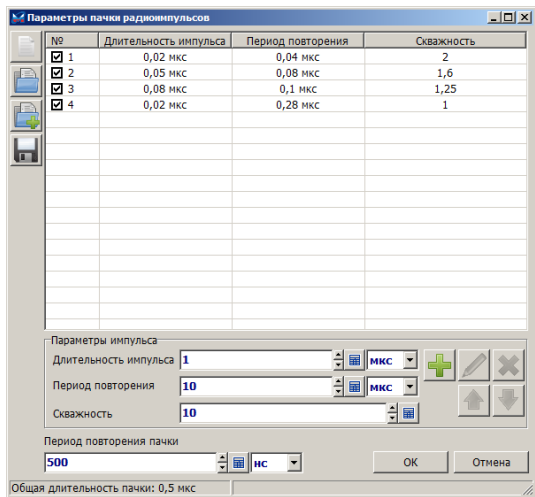 Параметры пачки радиоимпульсов
№ Длительность импульса Период повторения Скважность
1 0,02 мкс 0,04 мкс 2
2 0,05 мкс 0,08 мкс 1,6
3 0,08 мкс 0,1 мкс 1,25
4 0,02 мкс 0,28 мкс 1
Параметры импульса
Длительность импульса 1 мкс
Период повторения 10 мкс
Скважность 10
Период повторения пачки
500 нс ОК Отмена
Общая длительность пачки: 0,5 мкс